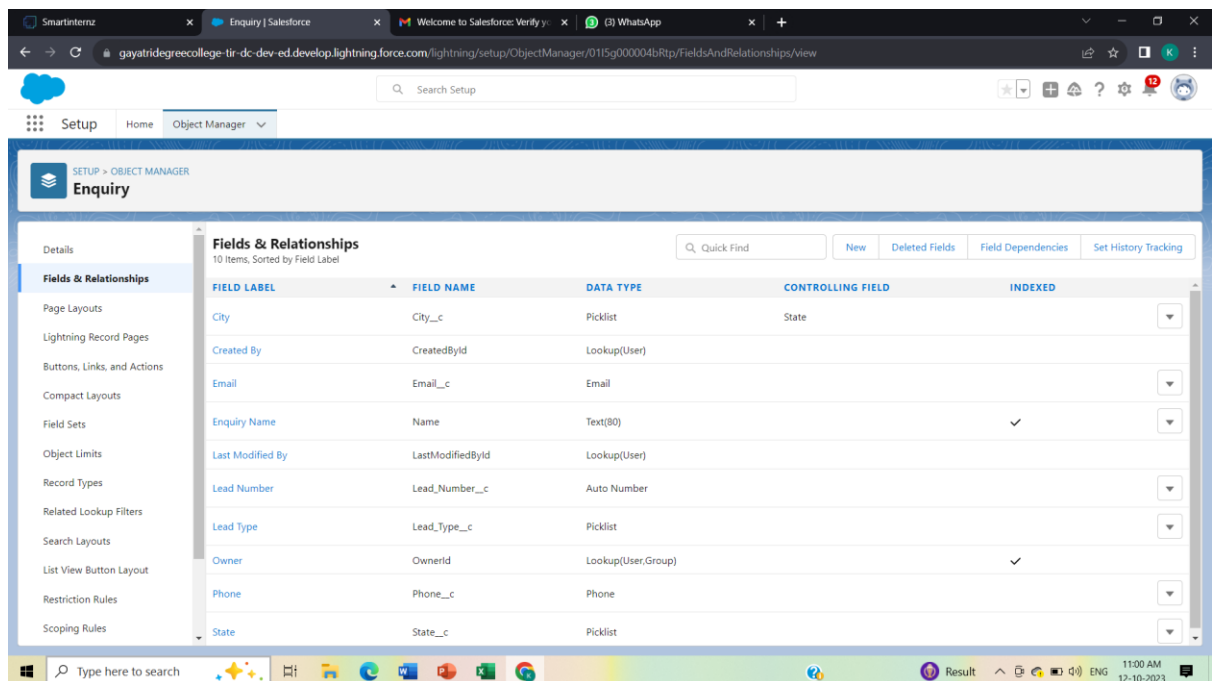 Smartinternz
Enquiry | Salesforce
Welcome to Salesforce: Verify yo
(3) WhatsApp
gayatridegreecollege-tir-dc-dev-ed.develop.lightning.force.com/lightning/setup/ObjectManager/01I5g000004bRtp/FieldsAndRelationships/view
K
Search Setup
12
Setup
Home
Object Manager
SETUP > OBJECT MANAGER
Enquiry
Details
Fields & Relationships
Page Layouts
Lightning Record Pages
Buttons, Links, and Actions
Compact Layouts
Field Sets
Object Limits
Record Types
Related Lookup Filters
Search Layouts
List View Button Layout
Restriction Rules
Scoping Rules
Fields & Relationships
10 Items, Sorted by Field Label
Quick Find
New
Deleted Fields
Field Dependencies
Set History Tracking
FIELD LABEL FIELD NAME DATA TYPE CONTROLLING FIELD INDEXED
City City__c Picklist State
Created By CreatedById Lookup(User)
Email Email__c Email
Enquiry Name Name Text(80)
Last Modified By LastModifiedById Lookup(User)
Lead Number Lead_Number__c Auto Number
Lead Type Lead_Type__c Picklist
Owner OwnerId Lookup(User,Group)
Phone Phone__c Phone
State State__c Picklist
Type here to search
Result
ENG
11:00 AM
12-10-2023